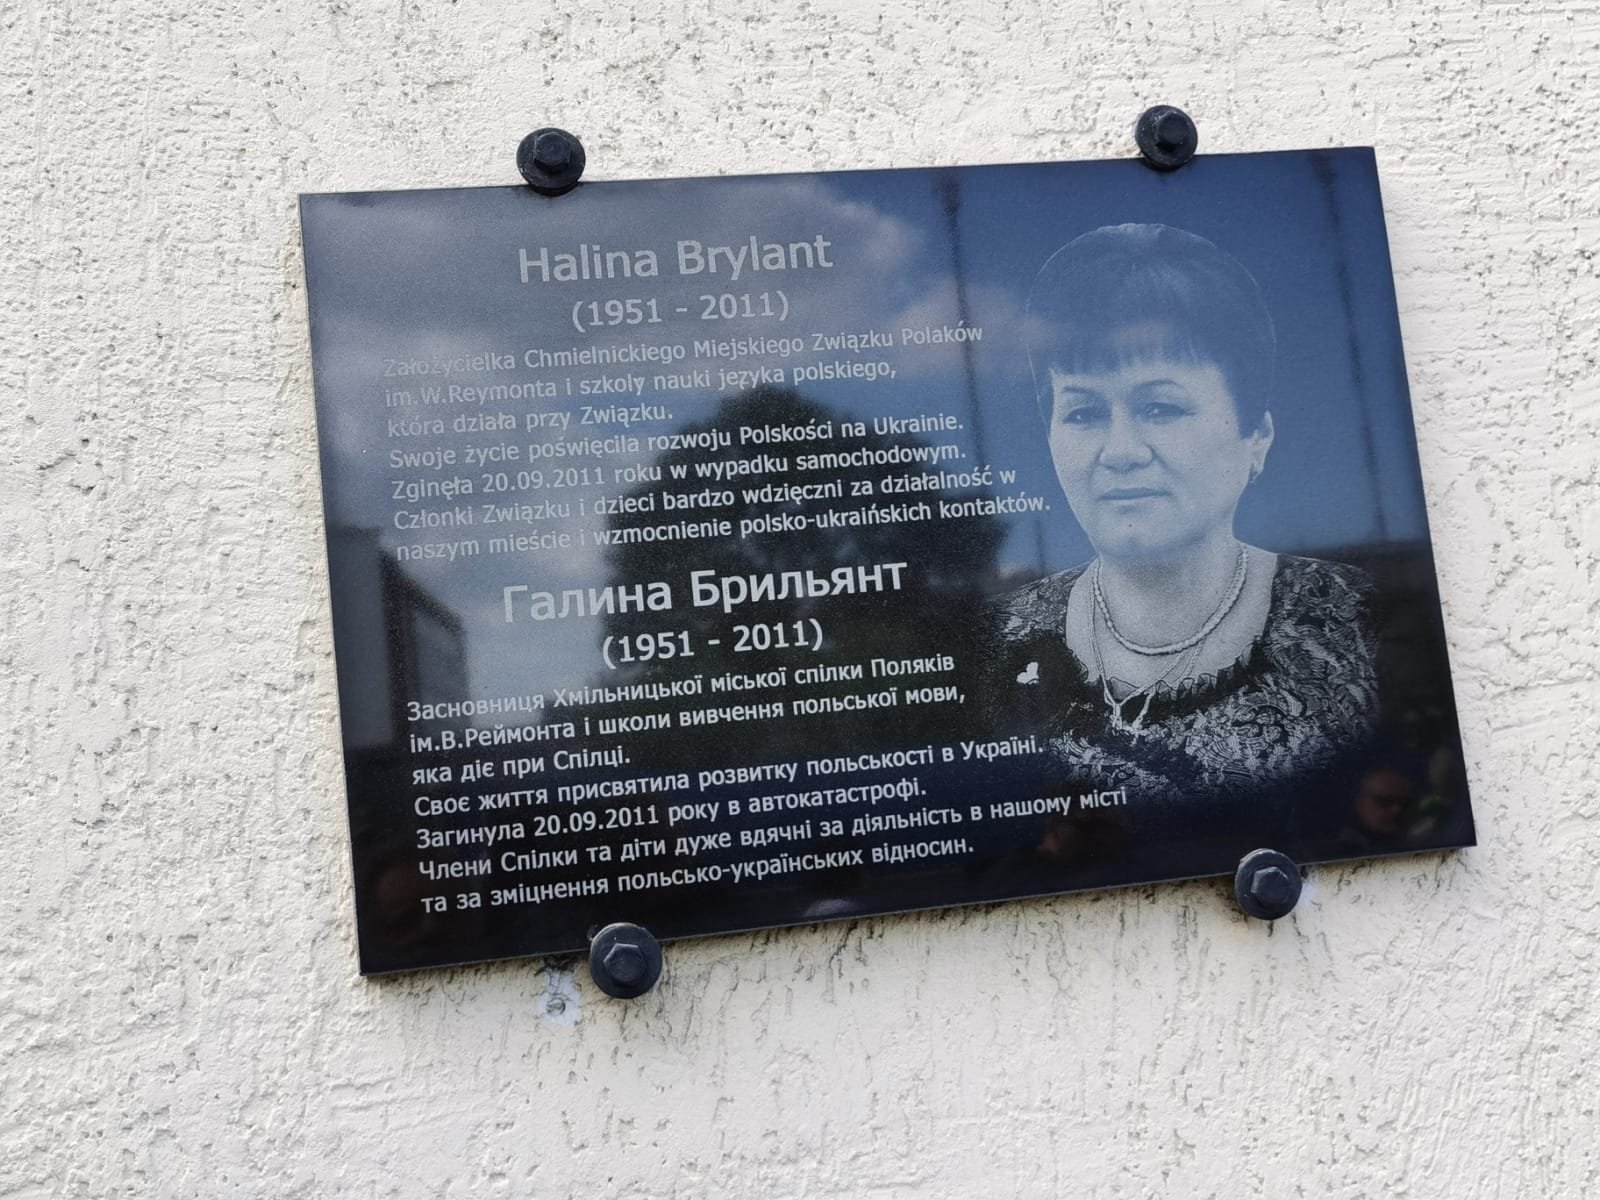 Halina Brylant
(1951 - 2011)
Założycielka Chmielnickiego Miejskiego Związku Polaków
im.W.Reymonta i szkoły nauki języka polskiego,
która działa przy Związku.
Swoje życie poświęcila rozwoju Polskości na Ukrainie.
Zginęła 20.09.2011 roku w wypadku samochodowym.
Członki Związku i dzieci bardzo wdzięczni za działalność w
naszym mieście i wzmocnienie polsko-ukraińskich kontaktów.
Галина Брильянт
(1951 - 2011)
Засновниця Хмільницької міської спілки Поляків
ім.В.Реймонта і школи вивчення польської мови,
яка діє при Спілці.
Своє життя присвятила розвитку польськості в Україні.
Загинула 20.09.2011 року в автокатастрофі.
Члени Спілки та діти дуже вдячні за діяльність в нашому місті
та за зміцнення польсько-українських відносин.